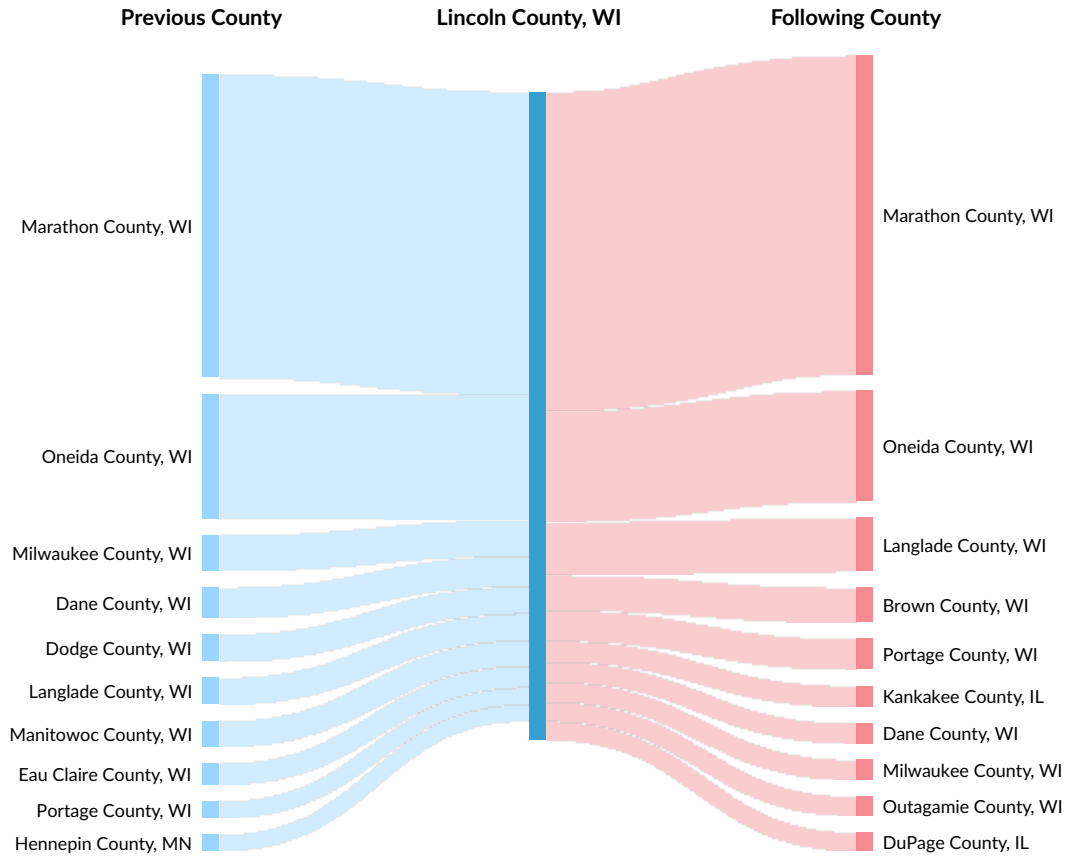 Previous County
Lincoln County, WI
Following County
Marathon County, WI
Oneida County, WI
Milwaukee County, WI
Dane County, WI
Dodge County, WI
Langlade County, WI
Manitowoc County, WI
Eau Claire County, WI
Portage County, WI
Hennepin County, MN
Marathon County, WI
Oneida County, WI
Langlade County, WI
Brown County, WI
Portage County, WI
Kankakee County, IL
Dane County, WI
Milwaukee County, WI
Outagamie County, WI
DuPage County, IL